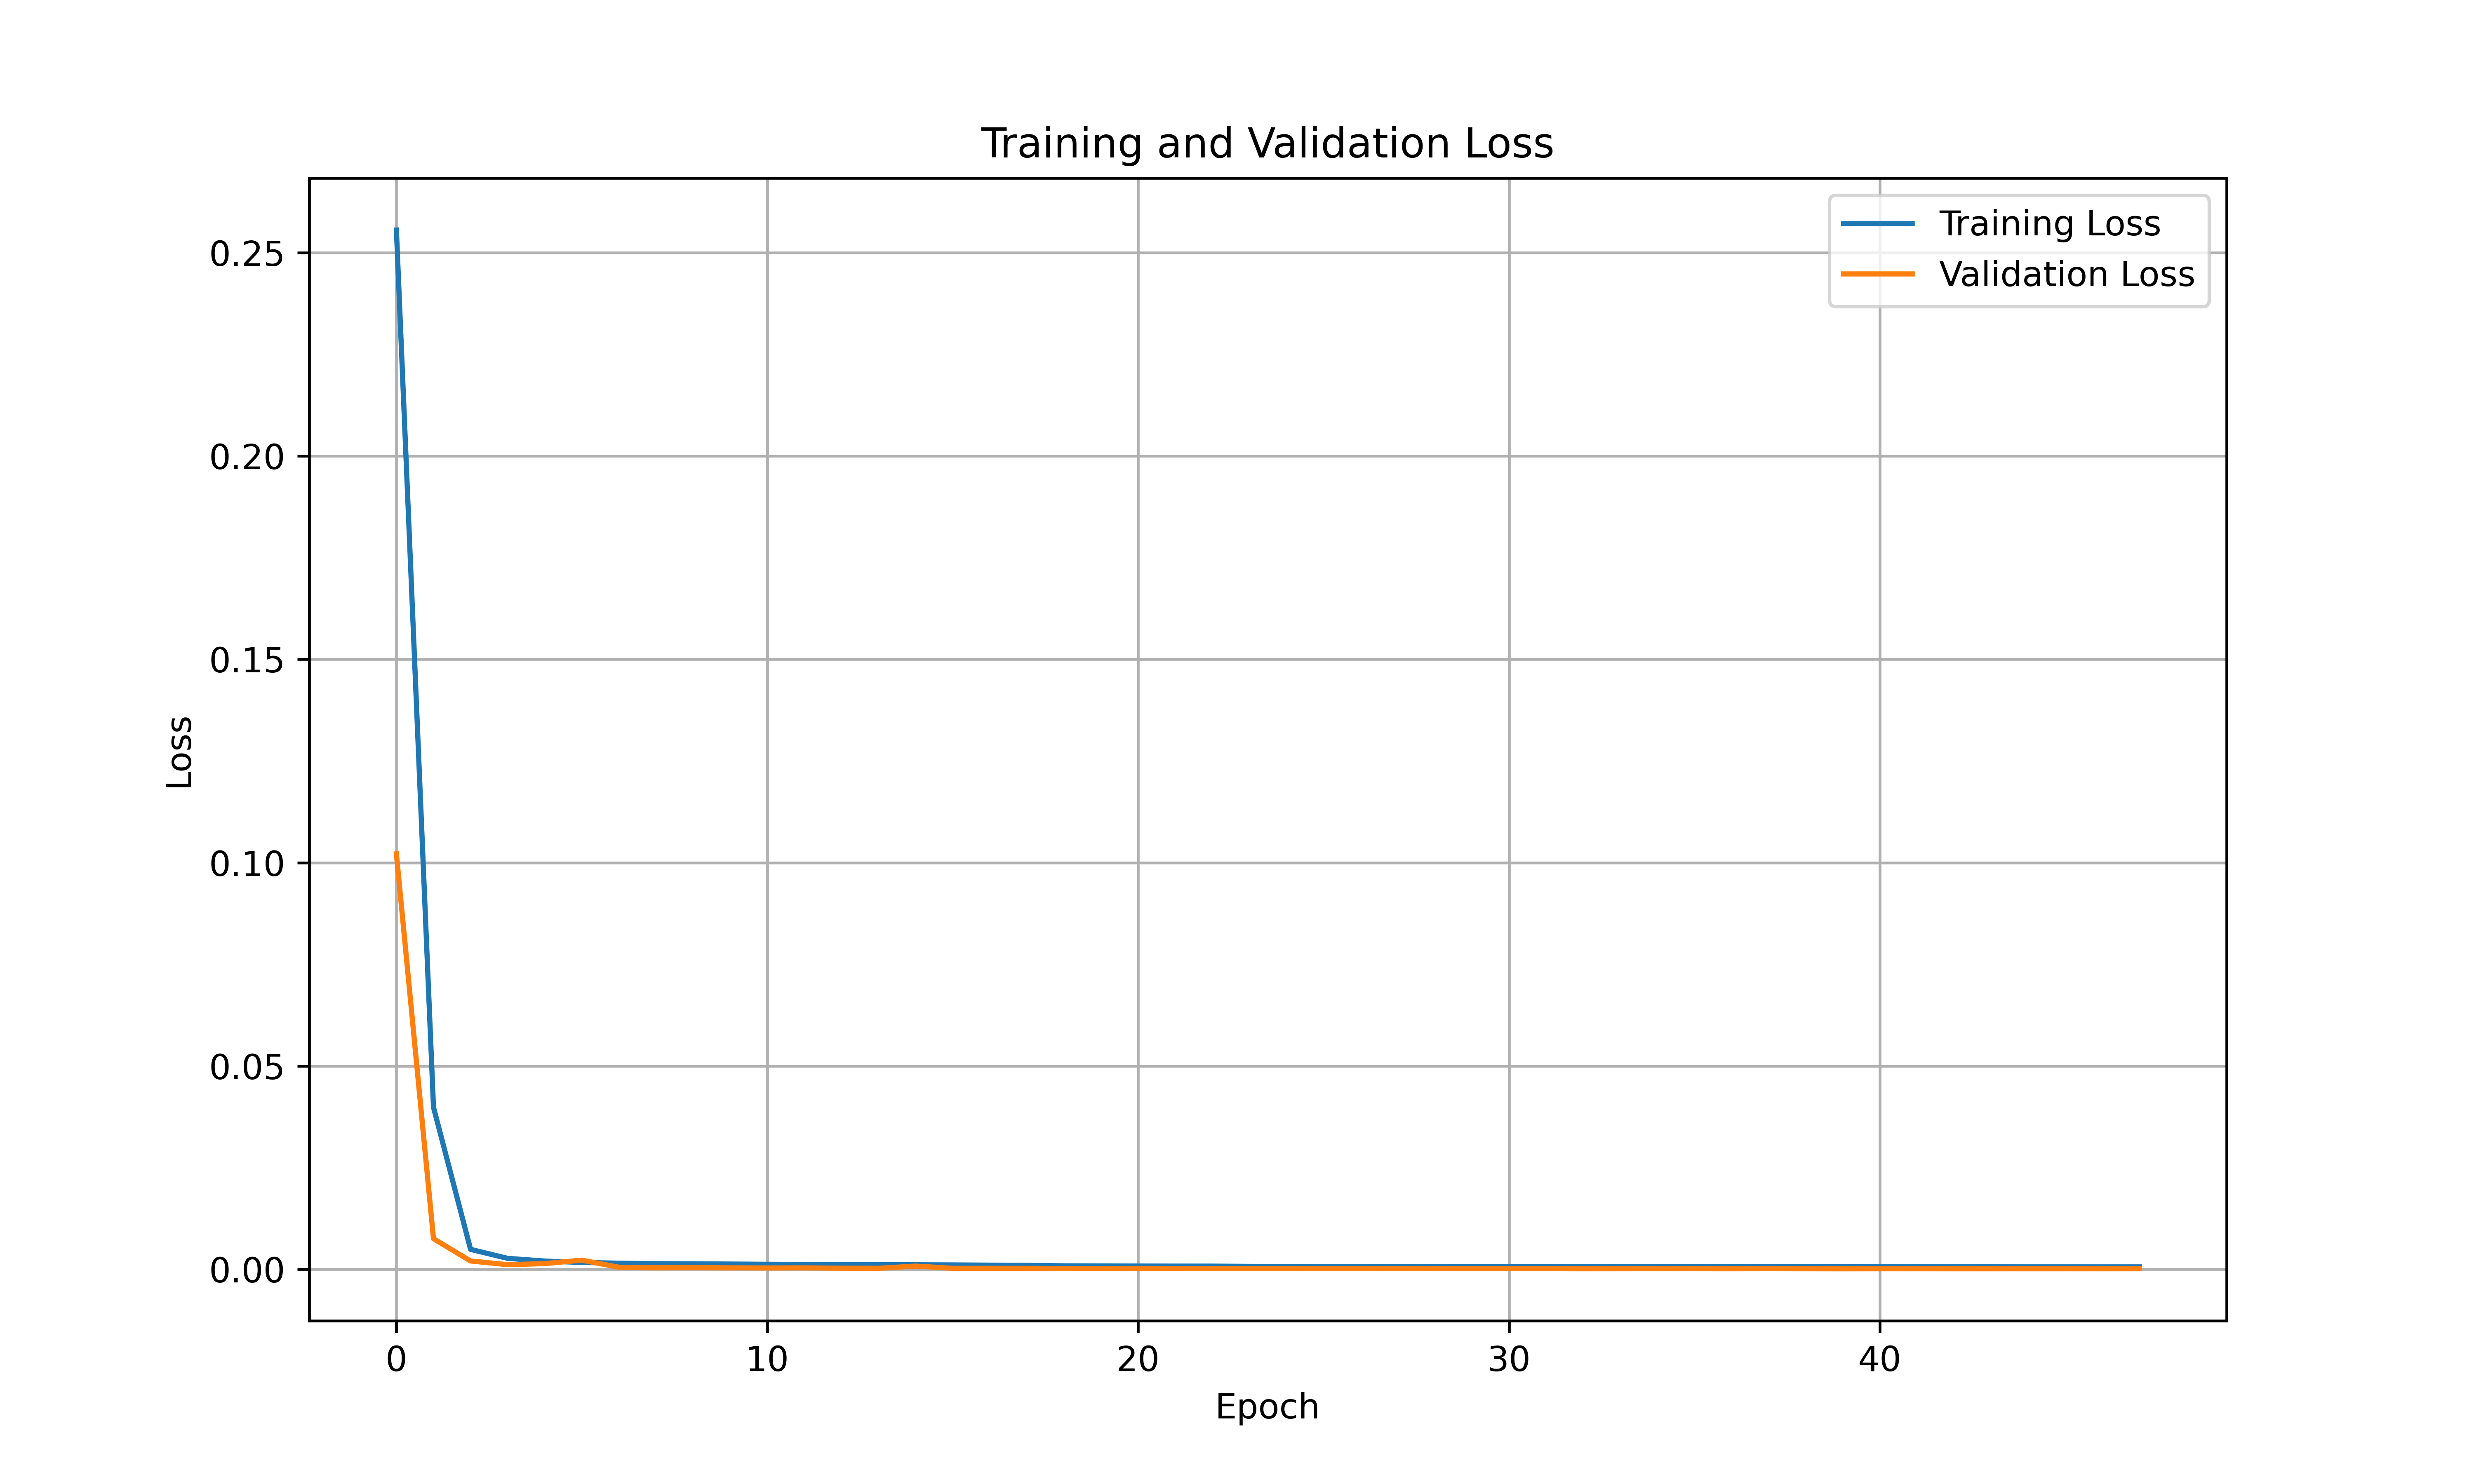 Training and Validation Loss
Training Loss
Validation Loss
0.25
0.20
0.15
0.10
0.05
0.00
Loss
0 10 20 30 40
Epoch